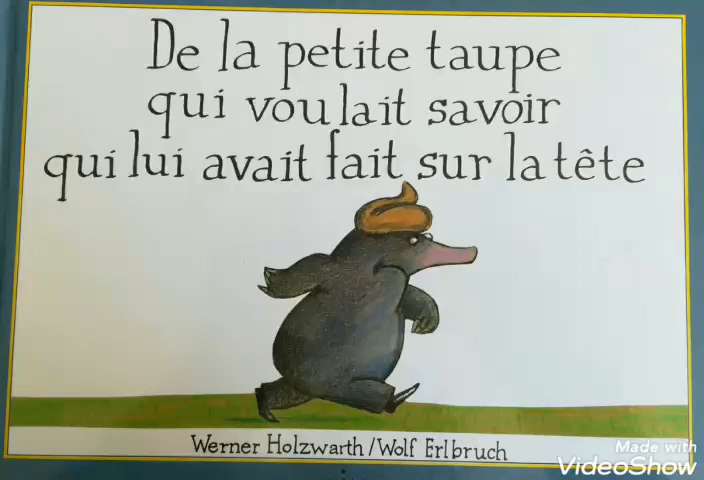 De la petite taupe
qui voulait savoir
qui lui avait fait sur la tête
Werner Holzwarth/Wolf Erlbruch
Made with
VideoShow